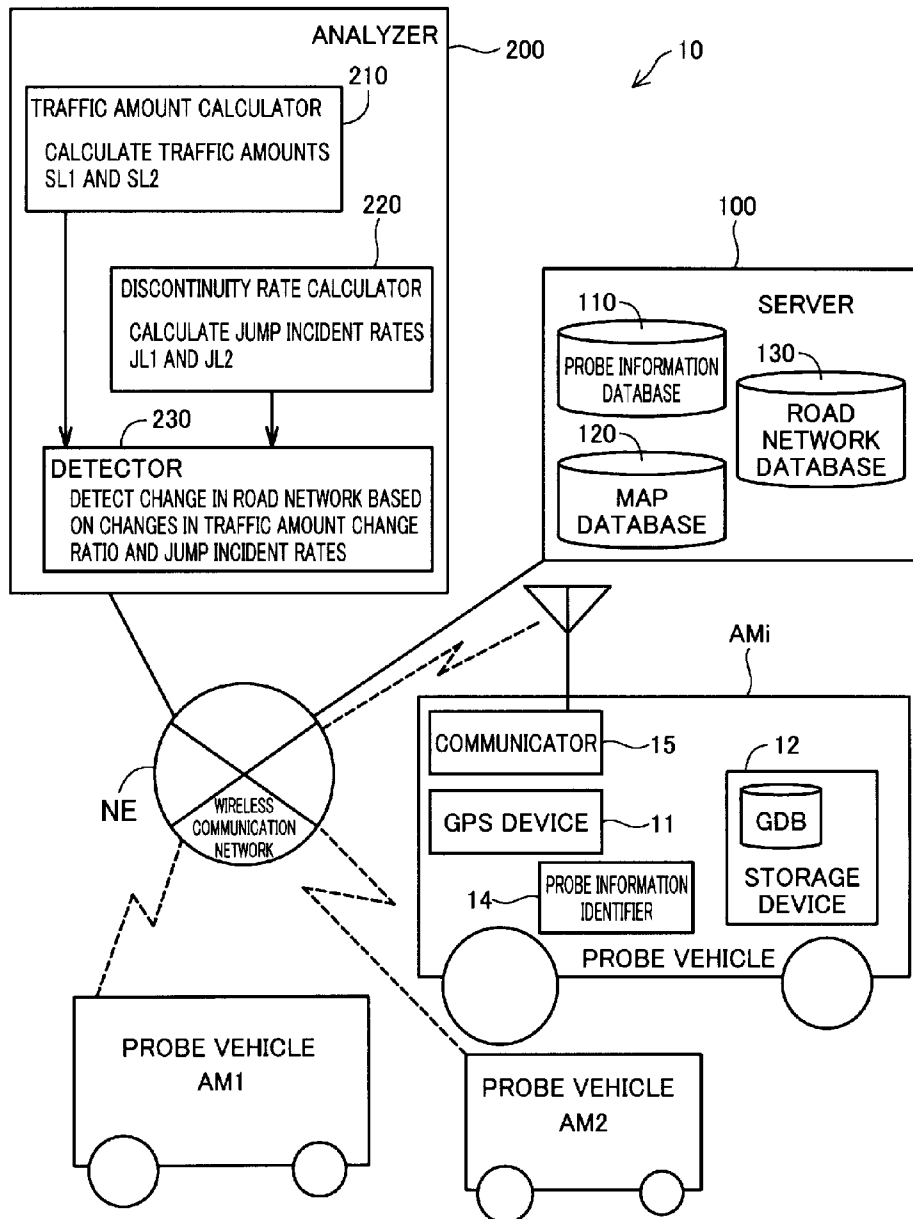 ANALYZER
200
10
210
TRAFFIC AMOUNT CALCULATOR
CALCULATE TRAFFIC AMOUNTS
SL1 AND SL2
220
DISCONTINUITY RATE CALCULATOR
CALCULATE JUMP INCIDENT RATES
JL1 AND JL2
230
DETECTOR
DETECT CHANGE IN ROAD NETWORK BASED
ON CHANGES IN TRAFFIC AMOUNT CHANGE
RATIO AND JUMP INCIDENT RATES
100
SERVER
110
PROBE INFORMATION
DATABASE
130
ROAD
NETWORK
DATABASE
120
MAP
DATABASE
NE
WIRELESS
COMMUNICATION
NETWORK
AMi
COMMUNICATOR
15
GPS DEVICE
11
14
PROBE INFORMATION
IDENTIFIER
12
GDB
STORAGE
DEVICE
PROBE VEHICLE
PROBE VEHICLE
AM1
PROBE VEHICLE
AM2